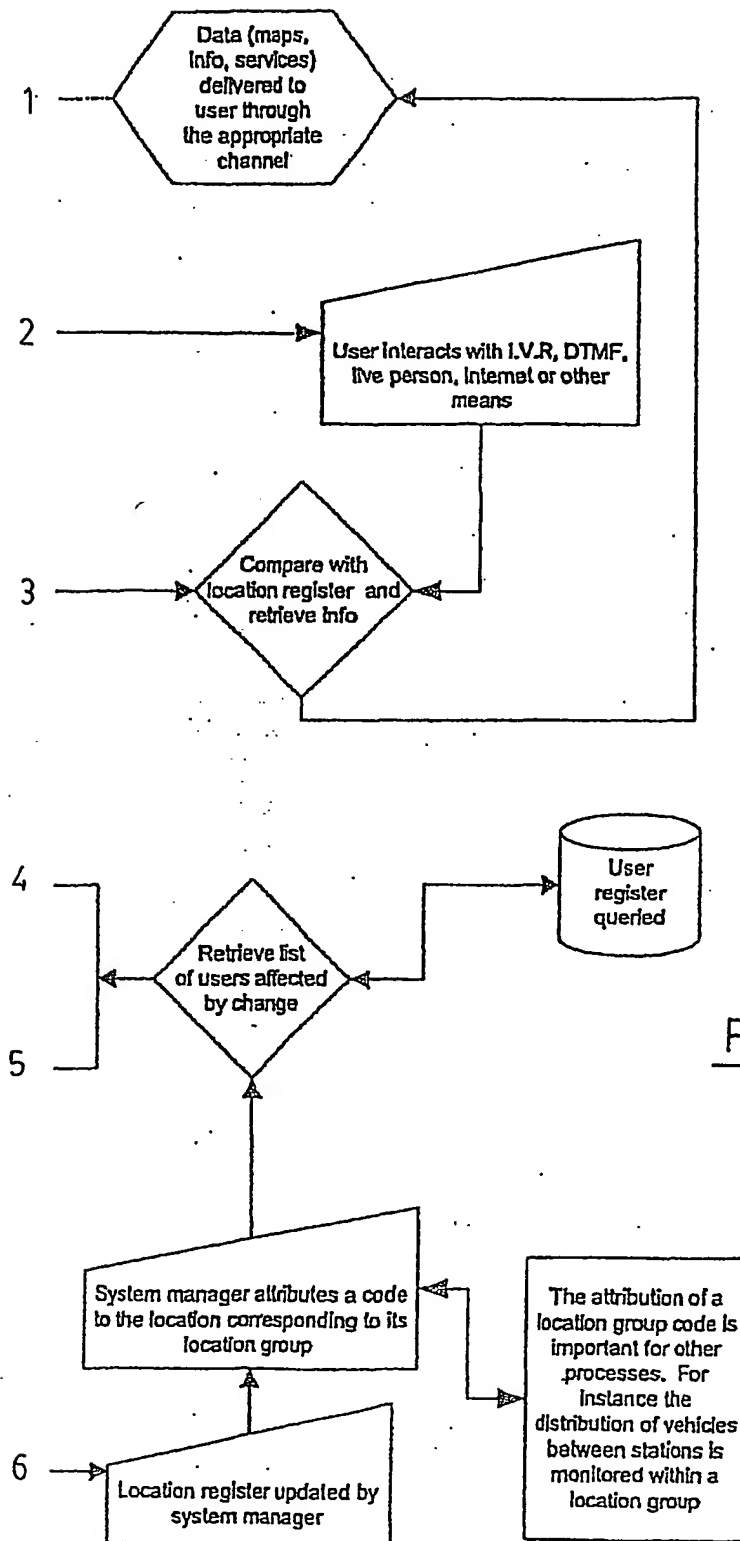 Data (maps,
info, services)
delivered to
user through
the appropriate
channel
1
2
User interacts with I.V.R, DTMF,
live person, Internet or other
means
3
Compare with
location register and
retrieve info
4
User
register
queried
Retrieve list
of users affected
by change
5
F
System manager attributes a code
to the location corresponding to its
location group
The attribution of a
location group code is
important for other
processes. For
instance the
distribution of vehicles
between stations is
monitored within a
location group
6
Location register updated by
system manager